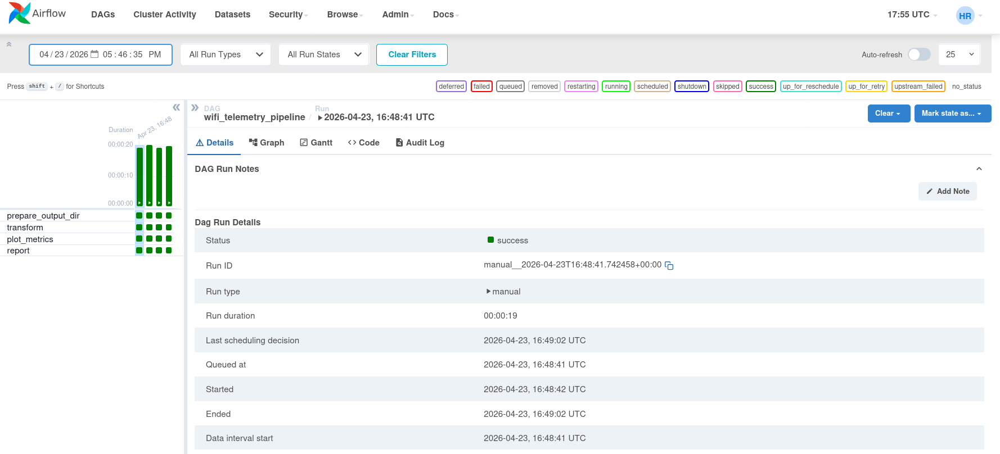 Airflow DAGs Cluster Activity Datasets Security Browse Admin Docs 17:55 UTC HR
04 / 23 / 2026 05 : 46 : 35 PM All Run Types All Run States Clear Filters Auto-refresh 25
Press shift + / for Shortcuts deferred failed queued removed restarting running scheduled shutdown skipped success up_for_reschedule up_for_retry upstream_failed no_status
DAG Run
wifi_telemetry_pipeline / 2026-04-23, 16:48:41 UTC Clear Mark state as...
Duration
Apr 23, 16:48
00:00:20
00:00:10
00:00:00
prepare_output_dir
transform
plot_metrics
report
Details Graph Gantt Code Audit Log
DAG Run Notes
Add Note
Dag Run Details
Status success
Run ID manual__2026-04-23T16:48:41.742458+00:00
Run type manual
Run duration 00:00:19
Last scheduling decision 2026-04-23, 16:49:02 UTC
Queued at 2026-04-23, 16:48:41 UTC
Started 2026-04-23, 16:48:42 UTC
Ended 2026-04-23, 16:49:02 UTC
Data interval start 2026-04-23, 16:48:41 UTC